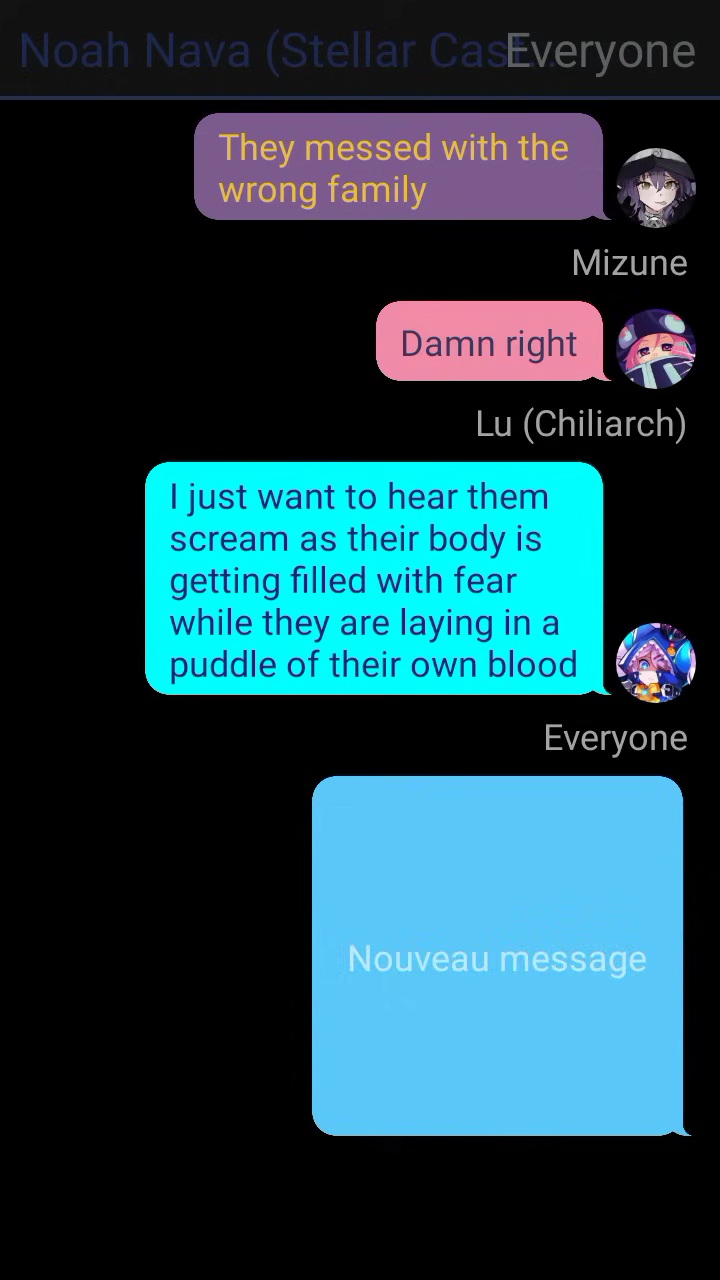 Noah Nava (Stellar Cast...
Everyone
They messed with the
wrong family
Mizune
Damn right
Lu (Chiliarch)
I just want to hear them
scream as their body is
getting filled with fear
while they are laying in a
puddle of their own blood
Everyone
Nouveau message